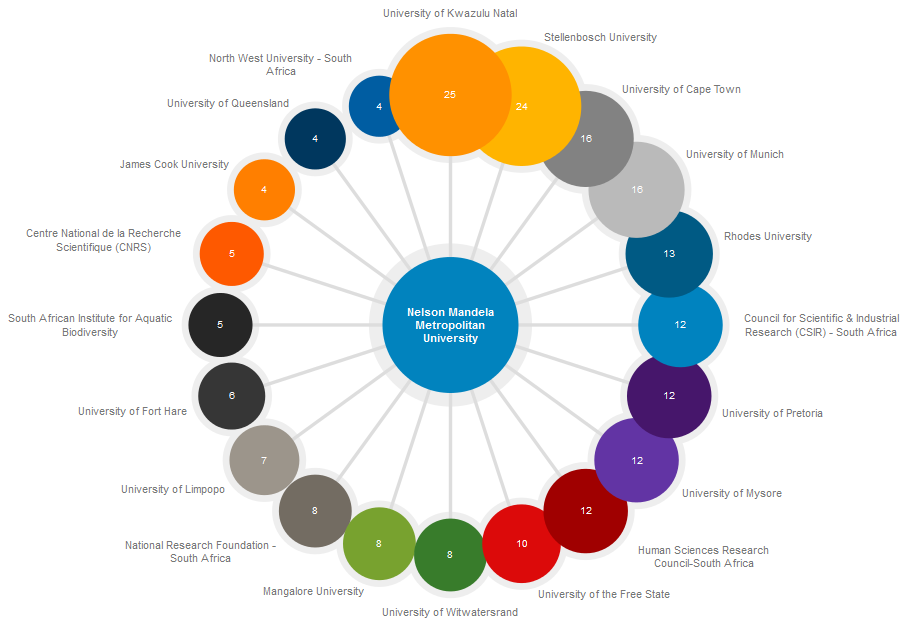 University of Kwazulu Natal
25
Stellenbosch University
24
University of Cape Town
16
University of Munich
16
Rhodes University
13
Council for Scientific & Industrial
Research (CSIR) - South Africa
12
University of Pretoria
12
University of Mysore
12
Human Sciences Research
Council-South Africa
12
University of the Free State
10
University of Witwatersrand
8
Mangalore University
8
National Research Foundation -
South Africa
8
University of Limpopo
7
University of Fort Hare
6
South African Institute for Aquatic
Biodiversity
5
Centre National de la Recherche
Scientifique (CNRS)
5
James Cook University
4
University of Queensland
4
North West University - South
Africa
4
Nelson Mandela
Metropolitan
University